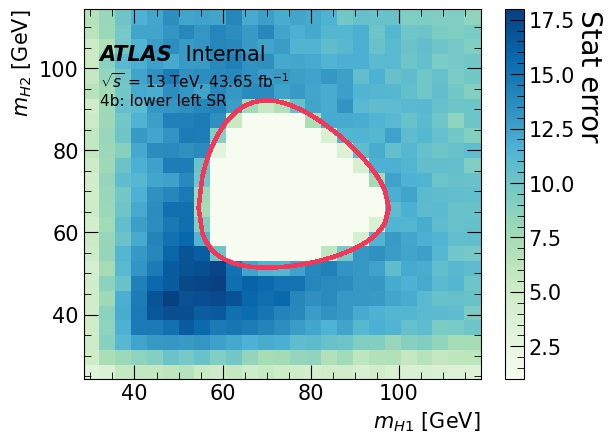 ATLAS Internal
√s = 13 TeV, 43.65 fb⁻¹
4b: lower left SR
m_H2 [GeV]
100
80
60
40
40 60 80 100
m_H1 [GeV]
17.5
15.0
12.5
10.0
7.5
5.0
2.5
Stat error